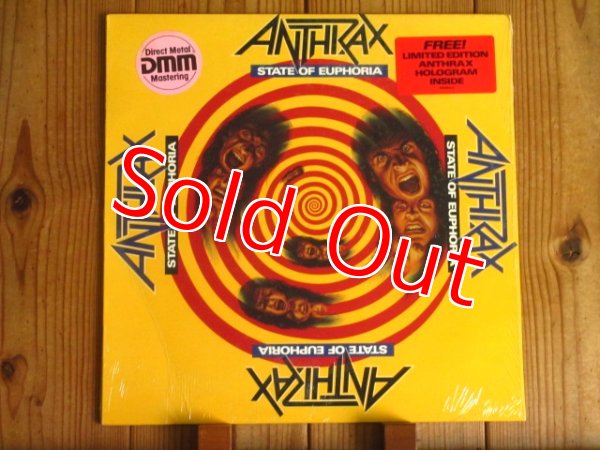 ANTHRAX
STATE OF EUPHORIA
Direct Metal
DMM
Mastering
FREE!
LIMITED EDITION
ANTHRAX
HOLOGRAM
INSIDE
ANTHRAX
STATE OF EUPHORIA
ANTHRAX
STATE OF EUPHORIA
Sold Out
STATE OF EUPHORIA
ANTHRAX